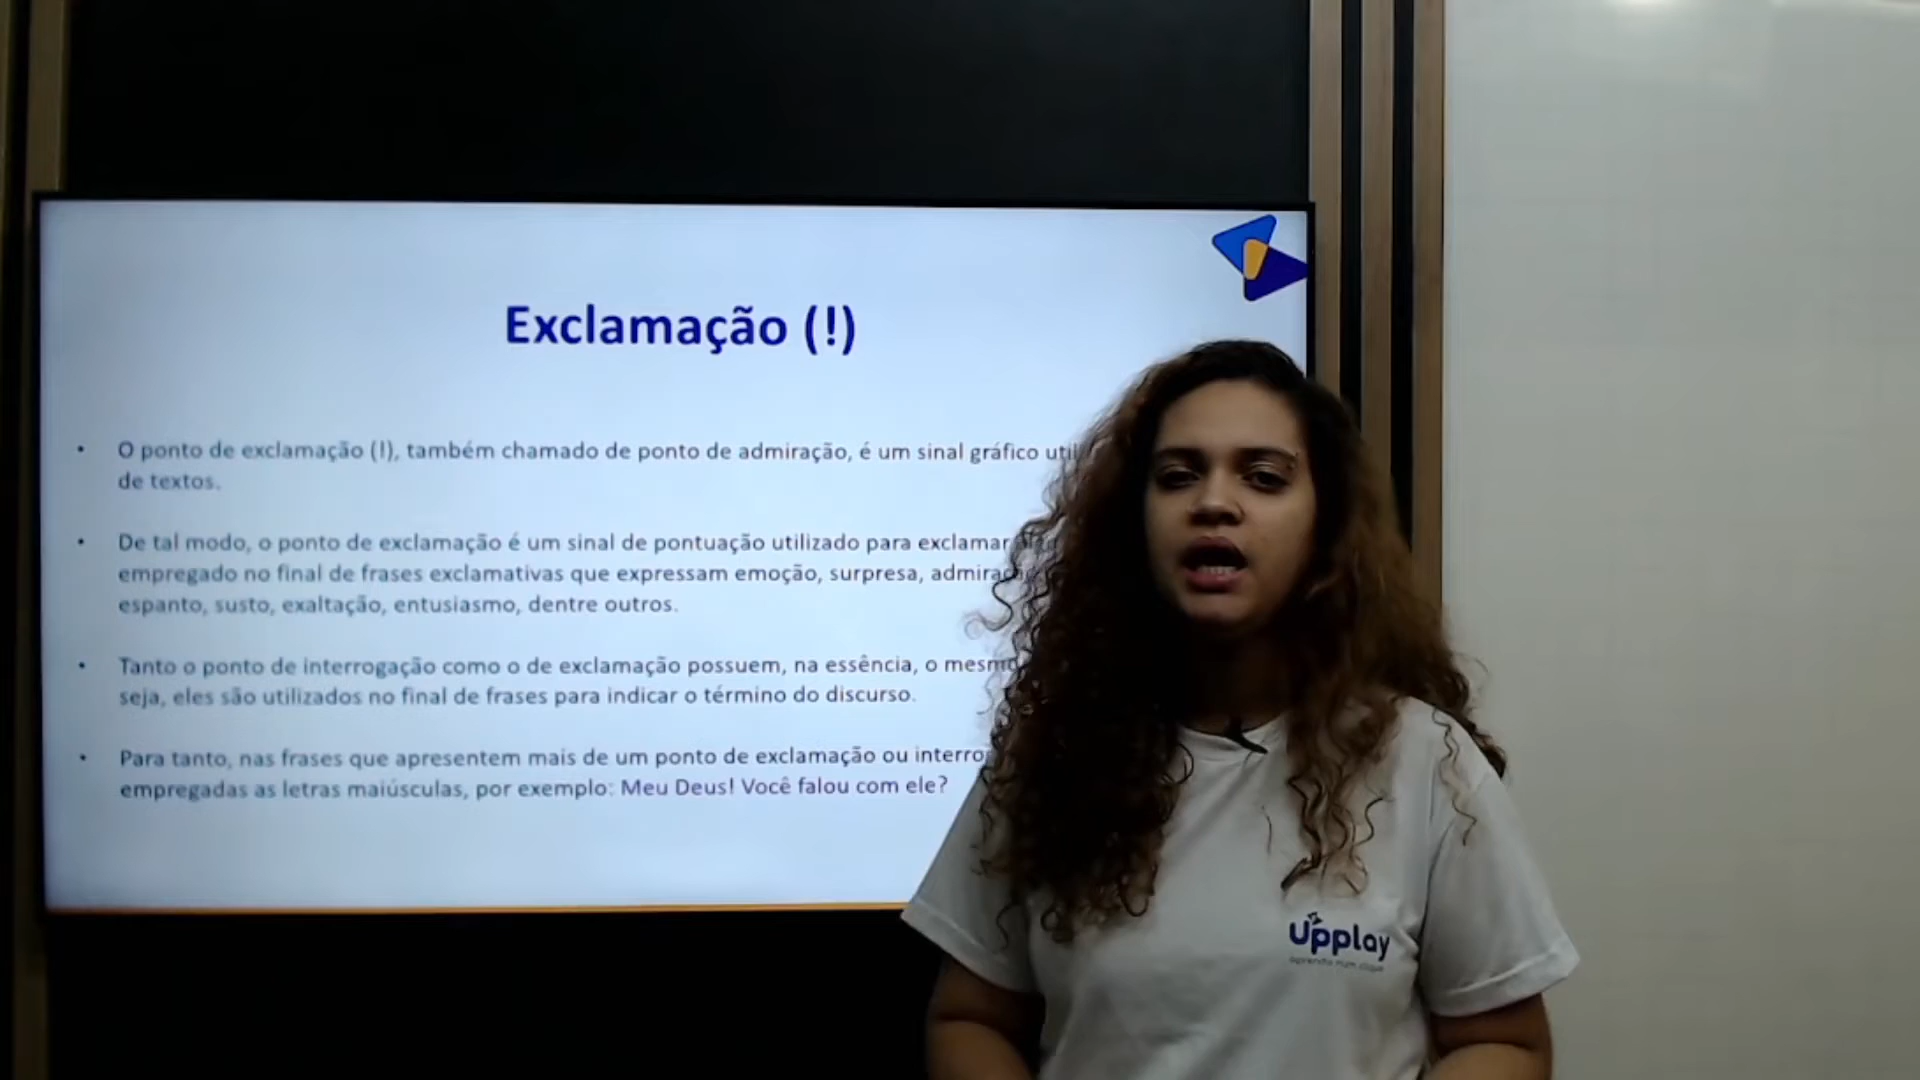 Exclamação (!)
• O ponto de exclamação (!), também chamado de ponto de admiração, é um sinal gráfico
de textos.
• De tal modo, o ponto de exclamação é um sinal de pontuação utilizado para exclamar
empregado no final de frases exclamativas que expressam emoção, surpresa,
espanto, susto, exaltação, entusiasmo, dentre outros.
• Tanto o ponto de interrogação como o de exclamação possuem, na essência, o
seja, eles são utilizados no final de frases para indicar o término do discurso.
• Para tanto, nas frases que apresentem mais de um ponto de exclamação ou
empregadas as letras maiúsculas, por exemplo: Meu Deus! Você falou com ele?
Upplay